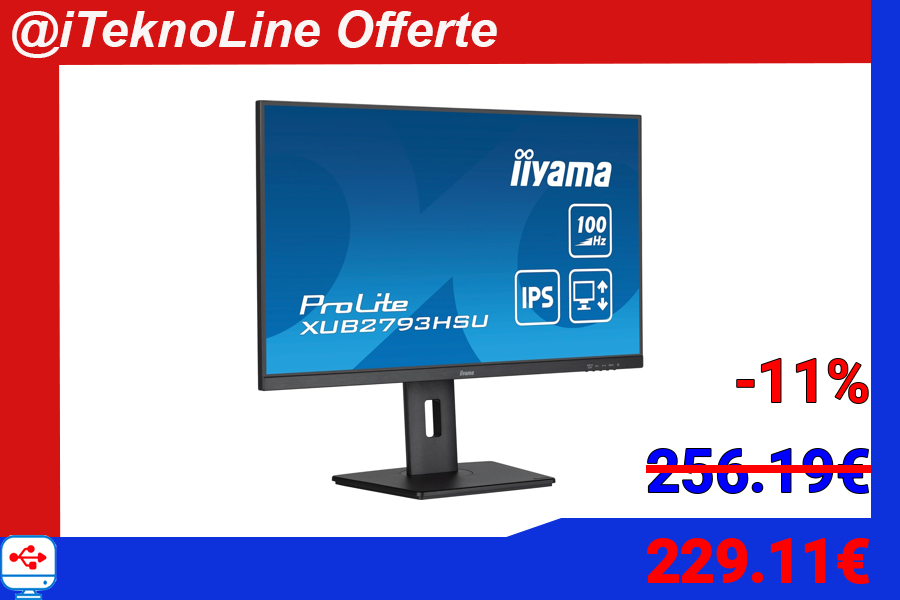 @iTeknoLine Offerte
iiyama
100
Hz
IPS
ProLite
XUB2793HSU
iiyama
-11%
256.19€
229.11€